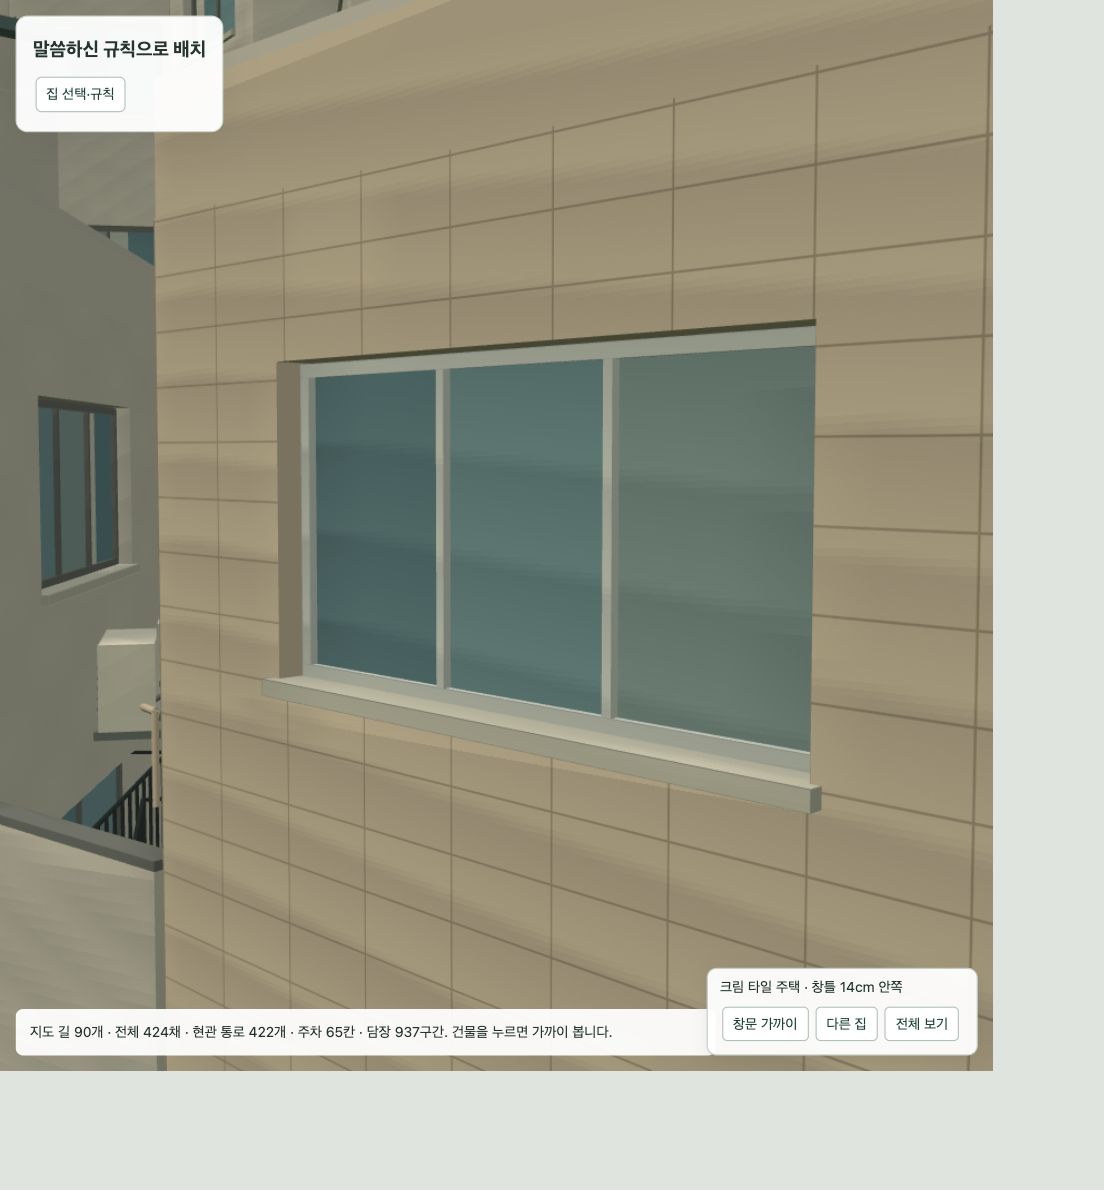 말씀하신 규칙으로 배치
집 선택·규칙
크림 타일 주택 · 창틀 14cm 안쪽
창문 가까이
다른 집
전체 보기
지도 길 90개 · 전체 424채 · 현관 통로 422개 · 주차 65칸 · 담장 937구간. 건물을 누르면 가까이 봅니다.